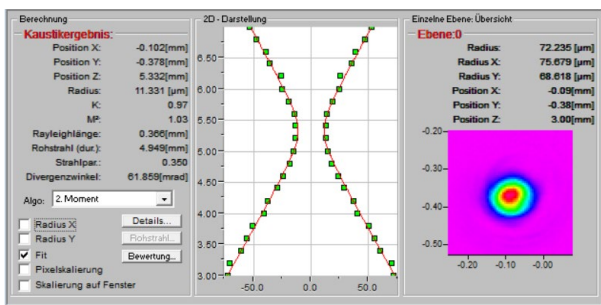 Berechnung
Kaustikergebnis:
Position X: -0.102[mm]
Position Y: -0.378[mm]
Position Z: 5.332[mm]
Radius: 11.331 [µm]
K: 0.97
M²: 1.03
Rayleighlänge: 0.366[mm]
Rohstrahl (dur.): 4.949[mm]
Strahlpar.: 0.350
Divergenzwinkel: 61.859[mrad]
Algo: 2. Moment
Radius X
Details...
Radius Y
Rohstrahl...
Fit
Bewertung...
Pixelskalierung
Skalierung auf Fenster
2D - Darstellung
6.50
6.00
5.50
5.00
4.50
4.00
3.50
3.00
-50.0 0.0 50.0
Einzelne Ebene: Übersicht
Ebene:0
Radius: 72.235 [µm]
Radius X: 75.679 [µm]
Radius Y: 68.618 [µm]
Position X: -0.09[mm]
Position Y: -0.38[mm]
Position Z: 3.00[mm]
-0.20
-0.30
-0.40
-0.50
-0.20 -0.10 -0.00